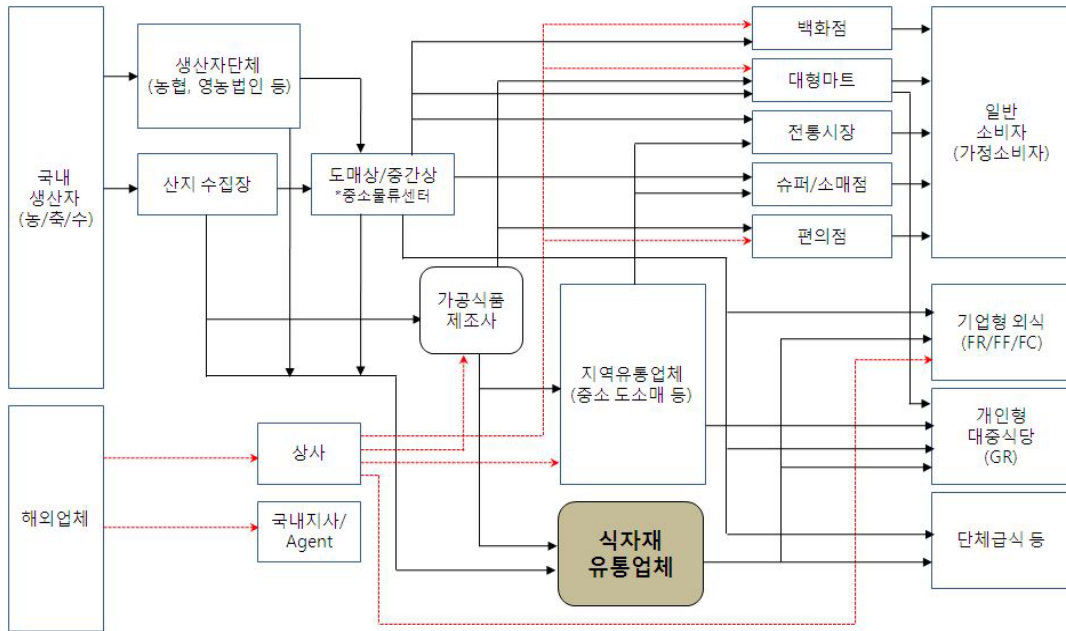 국내
생산자
(농/축/수)
해외업체
생산자단체
(농협, 영농법인 등)
산지 수집장
도매상/중간상
*중소물류센터
가공식품
제조사
상사
국내지사/
Agent
지역유통업체
(중소 도소매 등)
식자재
유통업체
백화점
대형마트
전통시장
슈퍼/소매점
편의점
일반
소비자
(가정소비자)
기업형 외식
(FR/FF/FC)
개인형
대중식당
(GR)
단체급식 등